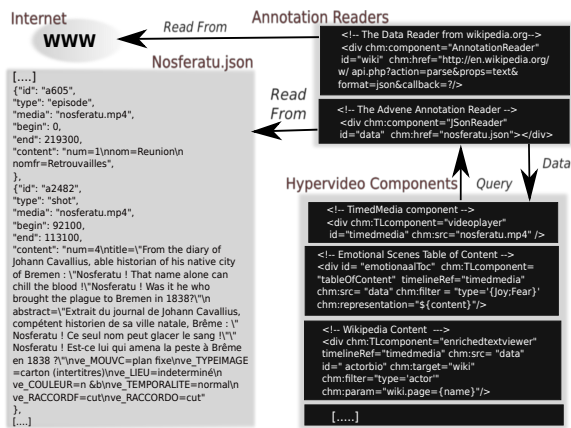 Internet
WWW
Read From
Annotation Readers
<!-- The Data Reader from wikipedia.org-->
<div chm:component="AnnotationReader"
id="wiki" chm:href="http://en.wikipedia.org/
w/ api.php?action=parse&props=text&
format=json&callback=?/>
Nosferatu.json
[....]
{"id": "a605",
"type": "episode",
"media": "nosferatu.mp4",
"begin": 0,
"end": 219300,
"content": "num=1\nnom=Reunion\n
nomfr=Retrouvailles",
},
{"id": "a2482",
"type": "shot",
"media": "nosferatu.mp4",
"begin": 92100,
"end": 113100,
"content": "num=4\ntitle=\"From the diary of
Johann Cavallius, able historian of his native city
of Bremen : \"Nosferatu ! That name alone can
chill the blood !\"Nosferatu ! Was it he who
brought the plague to Bremen in 1838?\"\n
abstract=\"Extrait du journal de Johann Cavallius,
compétent historien de sa ville natale, Brême : \"
Nosferatu ! Ce seul nom peut glacer le sang !\"\"
Nosferatu ! Est-ce lui qui amena la peste à Brême
en 1838 ?\"\nve_MOUVC=plan fixe\nve_TYPEIMAGE
=carton (intertitres)\nve_LIEU=indeterminé\n
ve_COULEUR=n &b\nve_TEMPORALITE=normal\n
ve_RACCORDF=cut\nve_RACCORDO=cut"
},
[....]
Read
From
<!-- The Advene Annotation Reader -->
<div chm:component="JSonReader"
id="data" chm:href="nosferatu.json"></div>
Data
Query
Hypervideo Components
<!-- TimedMedia component -->
<div chm:TLcomponent="videoplayer"
id="timedmedia" chm:src="nosferatu.mp4" />
<!-- Emotional Scenes Table of Content -->
<div id= "emotionaalToc" chm:TLcomponent=
"tableOfContent" timelineRef="timedmedia"
chm:src= "data" chm:filter = "type='{Joy;Fear}'
chm:representation="${content}"/>
<!-- Wikipedia Content --->
<div chm:TLcomponent="enrichedtextviewer"
timelineRef="timedmedia" chm:src= "data"
id=" actorbio" chm:target="wiki"
chm:filter="type='actor'"
chm:param="wiki.page={name}"/>
[.....]